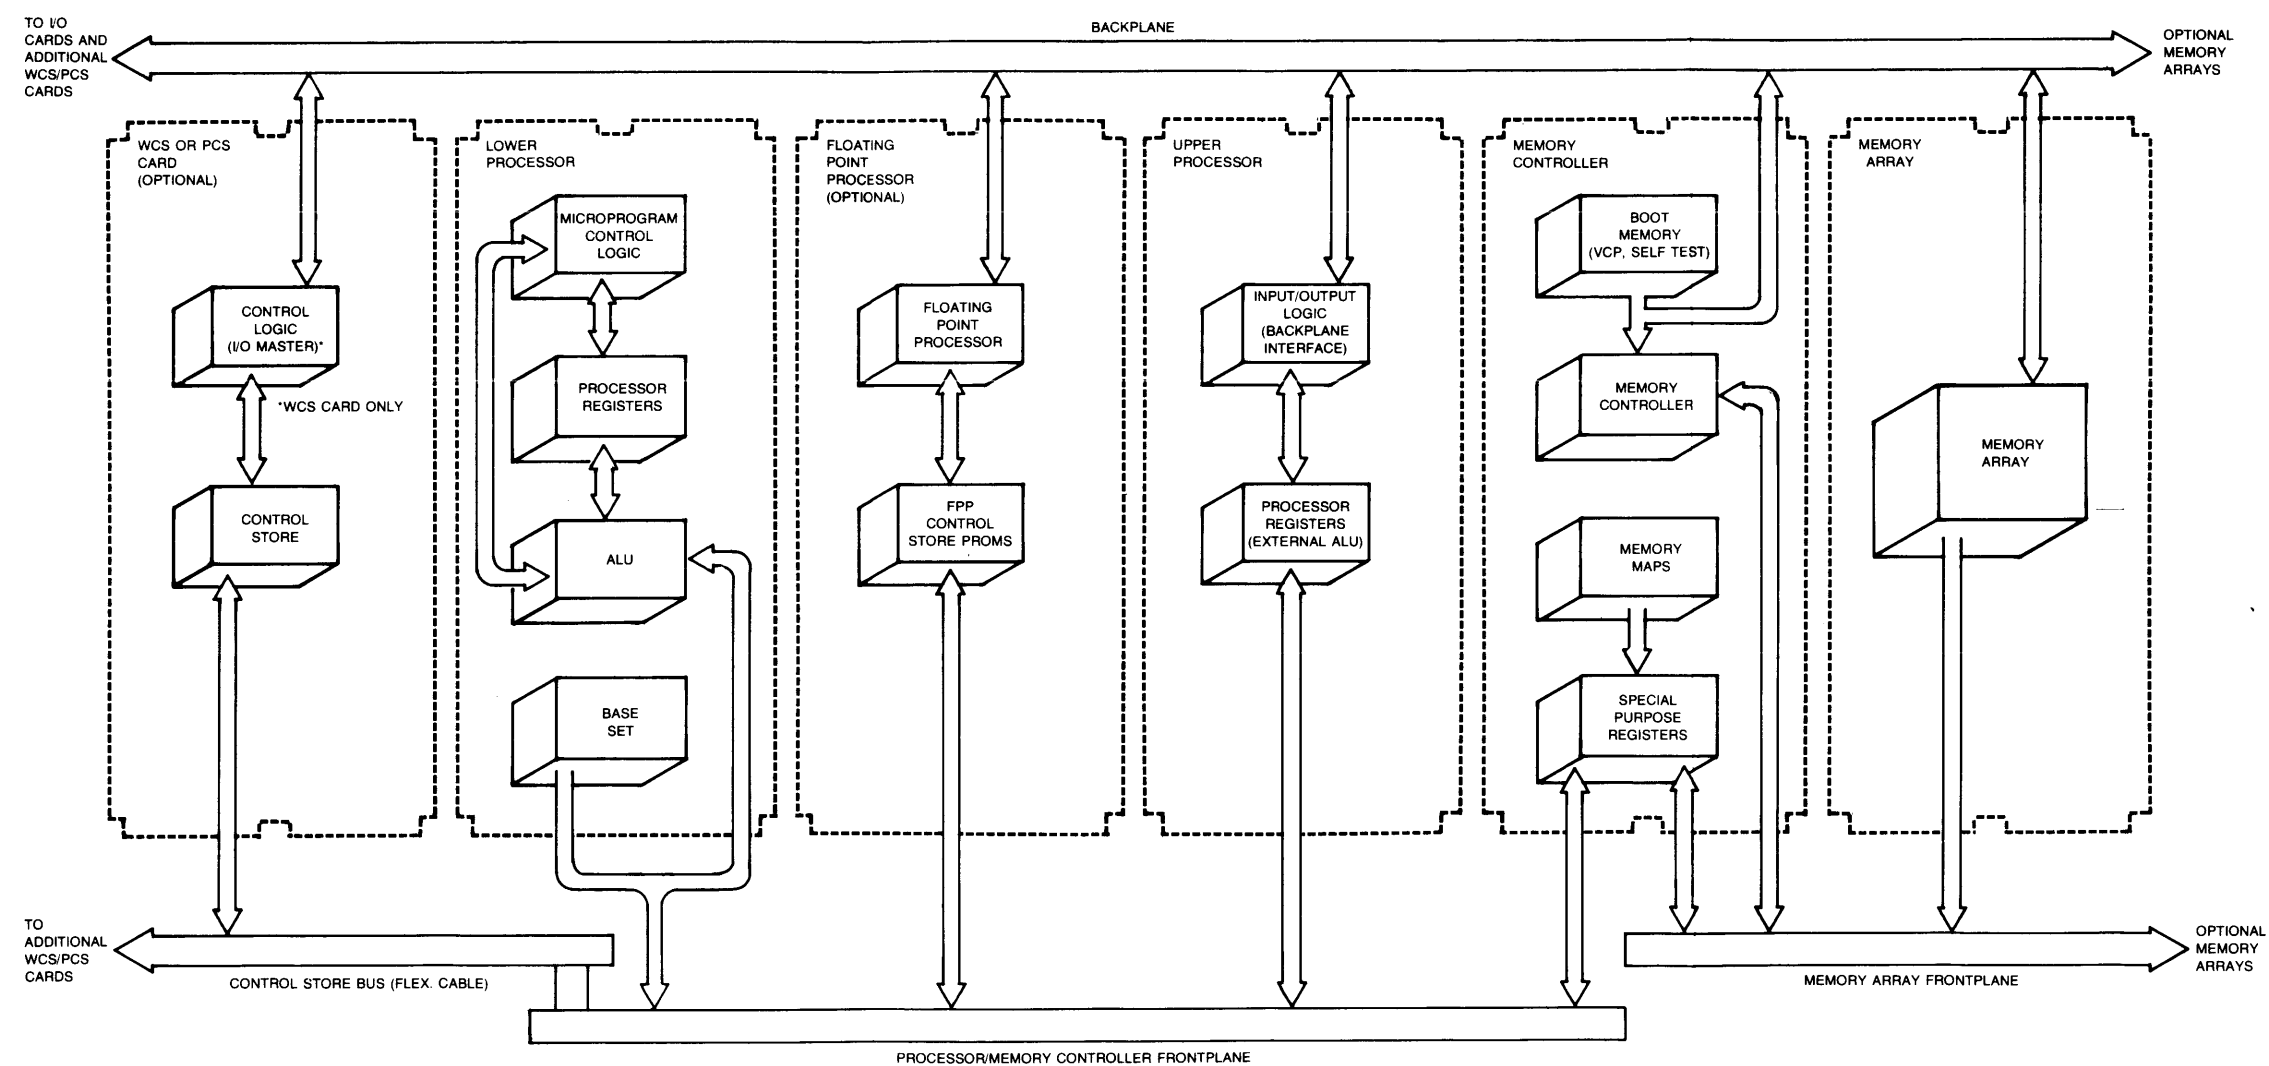 TO I/O
CARDS AND
ADDITIONAL
WCS/PCS
CARDS
BACKPLANE
OPTIONAL
MEMORY
ARRAYS
WCS OR PCS
CARD
(OPTIONAL)
CONTROL
LOGIC
(I/O MASTER)*
*WCS CARD ONLY
CONTROL
STORE
LOWER
PROCESSOR
MICROPROGRAM
CONTROL
LOGIC
PROCESSOR
REGISTERS
ALU
BASE
SET
FLOATING
POINT
PROCESSOR
(OPTIONAL)
FLOATING
POINT
PROCESSOR
FPP
CONTROL
STORE PROMS
UPPER
PROCESSOR
INPUT/OUTPUT
LOGIC
(BACKPLANE
INTERFACE)
PROCESSOR
REGISTERS
(EXTERNAL ALU)
MEMORY
CONTROLLER
BOOT
MEMORY
(VCP, SELF TEST)
MEMORY
CONTROLLER
MEMORY
MAPS
SPECIAL
PURPOSE
REGISTERS
MEMORY
ARRAY
MEMORY
ARRAY
TO
ADDITIONAL
WCS/PCS
CARDS
CONTROL STORE BUS (FLEX. CABLE)
OPTIONAL
MEMORY
ARRAYS
MEMORY ARRAY FRONTPLANE
PROCESSOR/MEMORY CONTROLLER FRONTPLANE